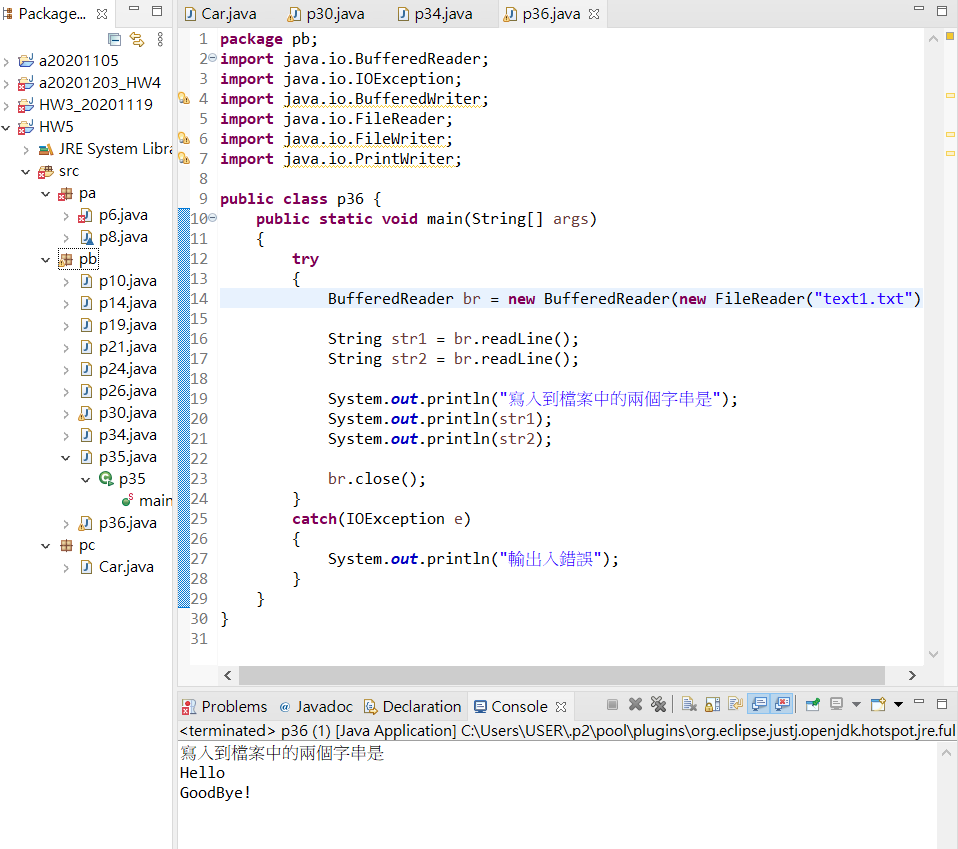 Package...
Car.java
p30.java
p34.java
p36.java
a20201105
a20201203_HW4
HW3_20201119
HW5
JRE System Libra
src
pa
p6.java
p8.java
pb
p10.java
p14.java
p19.java
p21.java
p24.java
p26.java
p30.java
p34.java
p35.java
p35
main
p36.java
pc
Car.java
1 package pb;
2 import java.io.BufferedReader;
3 import java.io.IOException;
4 import java.io.BufferedWriter;
5 import java.io.FileReader;
6 import java.io.FileWriter;
7 import java.io.PrintWriter;
8
9 public class p36 {
10 public static void main(String[] args)
11 {
12 try
13 {
14 BufferedReader br = new BufferedReader(new FileReader("text1.txt")
15
16 String str1 = br.readLine();
17 String str2 = br.readLine();
18
19 System.out.println("寫入到檔案中的兩個字串是");
20 System.out.println(str1);
21 System.out.println(str2);
22
23 br.close();
24 }
25 catch(IOException e)
26 {
27 System.out.println("輸出入錯誤");
28 }
29 }
30 }
31
Problems @ Javadoc Declaration Console
<terminated> p36 (1) [Java Application] C:\Users\USER\.p2\pool\plugins\org.eclipse.justj.openjdk.hotspot.jre.ful
寫入到檔案中的兩個字串是
Hello
GoodBye!